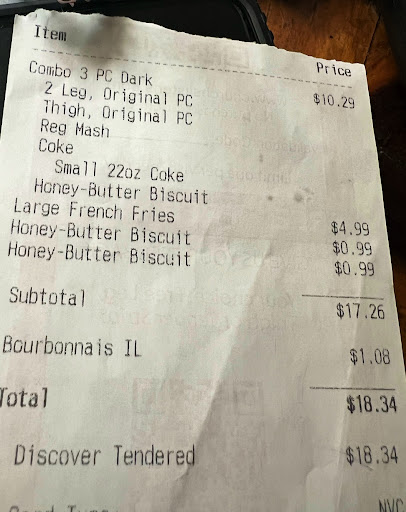 Item Price
Combo 3 PC Dark $10.29
2 Leg, Original PC
Thigh, Original PC
Reg Mash
Coke
Small 22oz Coke
Honey-Butter Biscuit
Large French Fries $4.99
Honey-Butter Biscuit $0.99
Honey-Butter Biscuit $0.99
Subtotal $17.26
Bourbonnais IL $1.08
Total $18.34
Discover Tendered $18.34